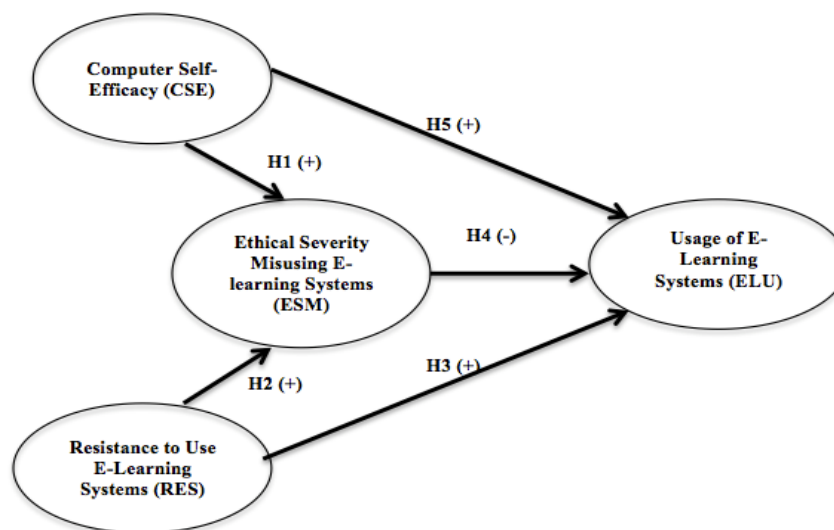 Computer Self-
Efficacy (CSE)
H5 (+)
H1 (+)
Ethical Severity
Misusing E-
learning Systems
(ESM)
H4 (-)
Usage of E-
Learning
Systems (ELU)
H3 (+)
H2 (+)
Resistance to Use
E-Learning
Systems (RES)